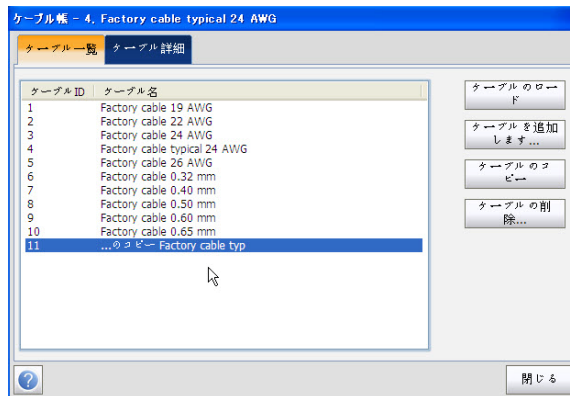 ケーブル帳 - 4, Factory cable typical 24 AWG
ケーブル一覧 ケーブル詳細
ケーブル ID ケーブル名
1 Factory cable 19 AWG
2 Factory cable 22 AWG
3 Factory cable 24 AWG
4 Factory cable typical 24 AWG
5 Factory cable 26 AWG
6 Factory cable 0.32 mm
7 Factory cable 0.40 mm
8 Factory cable 0.50 mm
9 Factory cable 0.60 mm
10 Factory cable 0.65 mm
11 ...のコピー Factory cable typ
ケーブル のロー
ド
ケーブル を追加
します...
ケーブル のコ
ピー
ケーブル の削
除...
?
閉じる